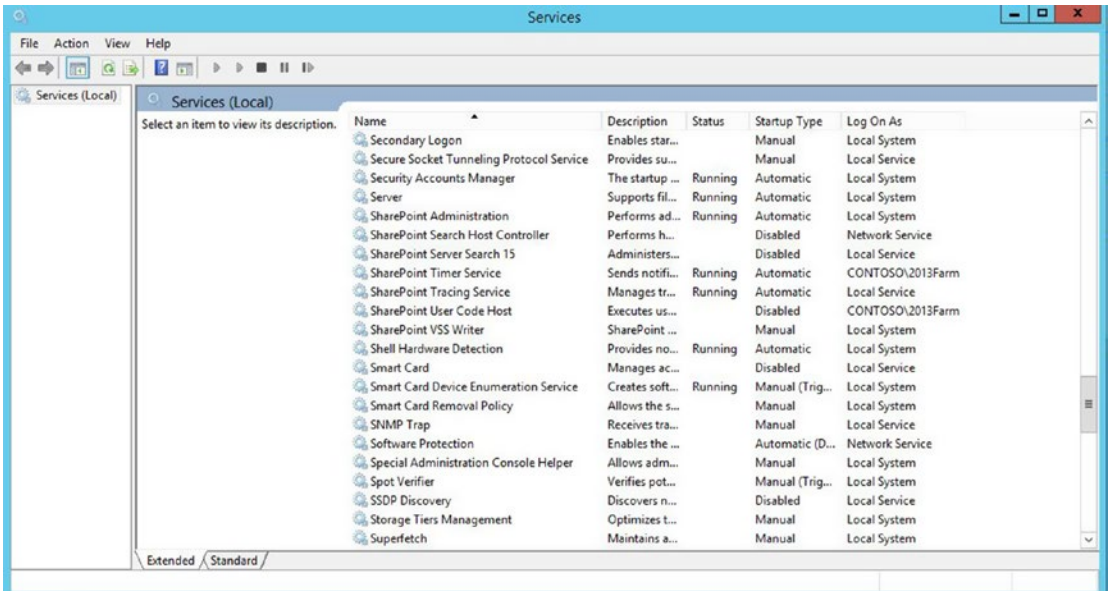 Services
File Action View Help
Services (Local)
Services (Local)
Select an item to view its description.
Name Description Status Startup Type Log On As
Secondary Logon Enables star... Manual Local System
Secure Socket Tunneling Protocol Service Provides su... Manual Local Service
Security Accounts Manager The startup ... Running Automatic Local System
Server Supports fil... Running Automatic Local System
SharePoint Administration Performs ad... Running Automatic Local System
SharePoint Search Host Controller Performs h... Disabled Network Service
SharePoint Server Search 15 Administers... Disabled Local Service
SharePoint Timer Service Sends notifi... Running Automatic CONTOSO\2013Farm
SharePoint Tracing Service Manages tr... Running Automatic Local Service
SharePoint User Code Host Executes us... Disabled CONTOSO\2013Farm
SharePoint VSS Writer SharePoint ... Manual Local System
Shell Hardware Detection Provides no... Running Automatic Local System
Smart Card Manages ac... Disabled Local Service
Smart Card Device Enumeration Service Creates soft... Running Manual (Trig... Local System
Smart Card Removal Policy Allows the s... Manual Local System
SNMP Trap Receives tra... Manual Local Service
Software Protection Enables the ... Automatic (D... Network Service
Special Administration Console Helper Allows adm... Manual Local System
Spot Verifier Verifies pot... Manual (Trig... Local System
SSDP Discovery Discovers n... Disabled Local Service
Storage Tiers Management Optimizes t... Manual Local System
Superfetch Maintains a... Manual Local System
Extended Standard